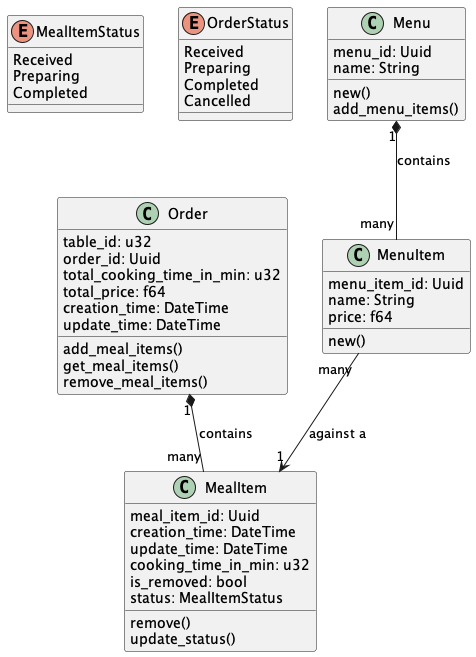 E MealItemStatus
Received
Preparing
Completed
E OrderStatus
Received
Preparing
Completed
Cancelled
C Menu
menu_id: Uuid
name: String
new()
add_menu_items()
1
contains
many
C Order
table_id: u32
order_id: Uuid
total_cooking_time_in_min: u32
total_price: f64
creation_time: DateTime
update_time: DateTime
add_meal_items()
get_meal_items()
remove_meal_items()
C MenuItem
menu_item_id: Uuid
name: String
price: f64
new()
1
contains
many
many
against a
1
C MealItem
meal_item_id: Uuid
creation_time: DateTime
update_time: DateTime
cooking_time_in_min: u32
is_removed: bool
status: MealItemStatus
remove()
update_status()